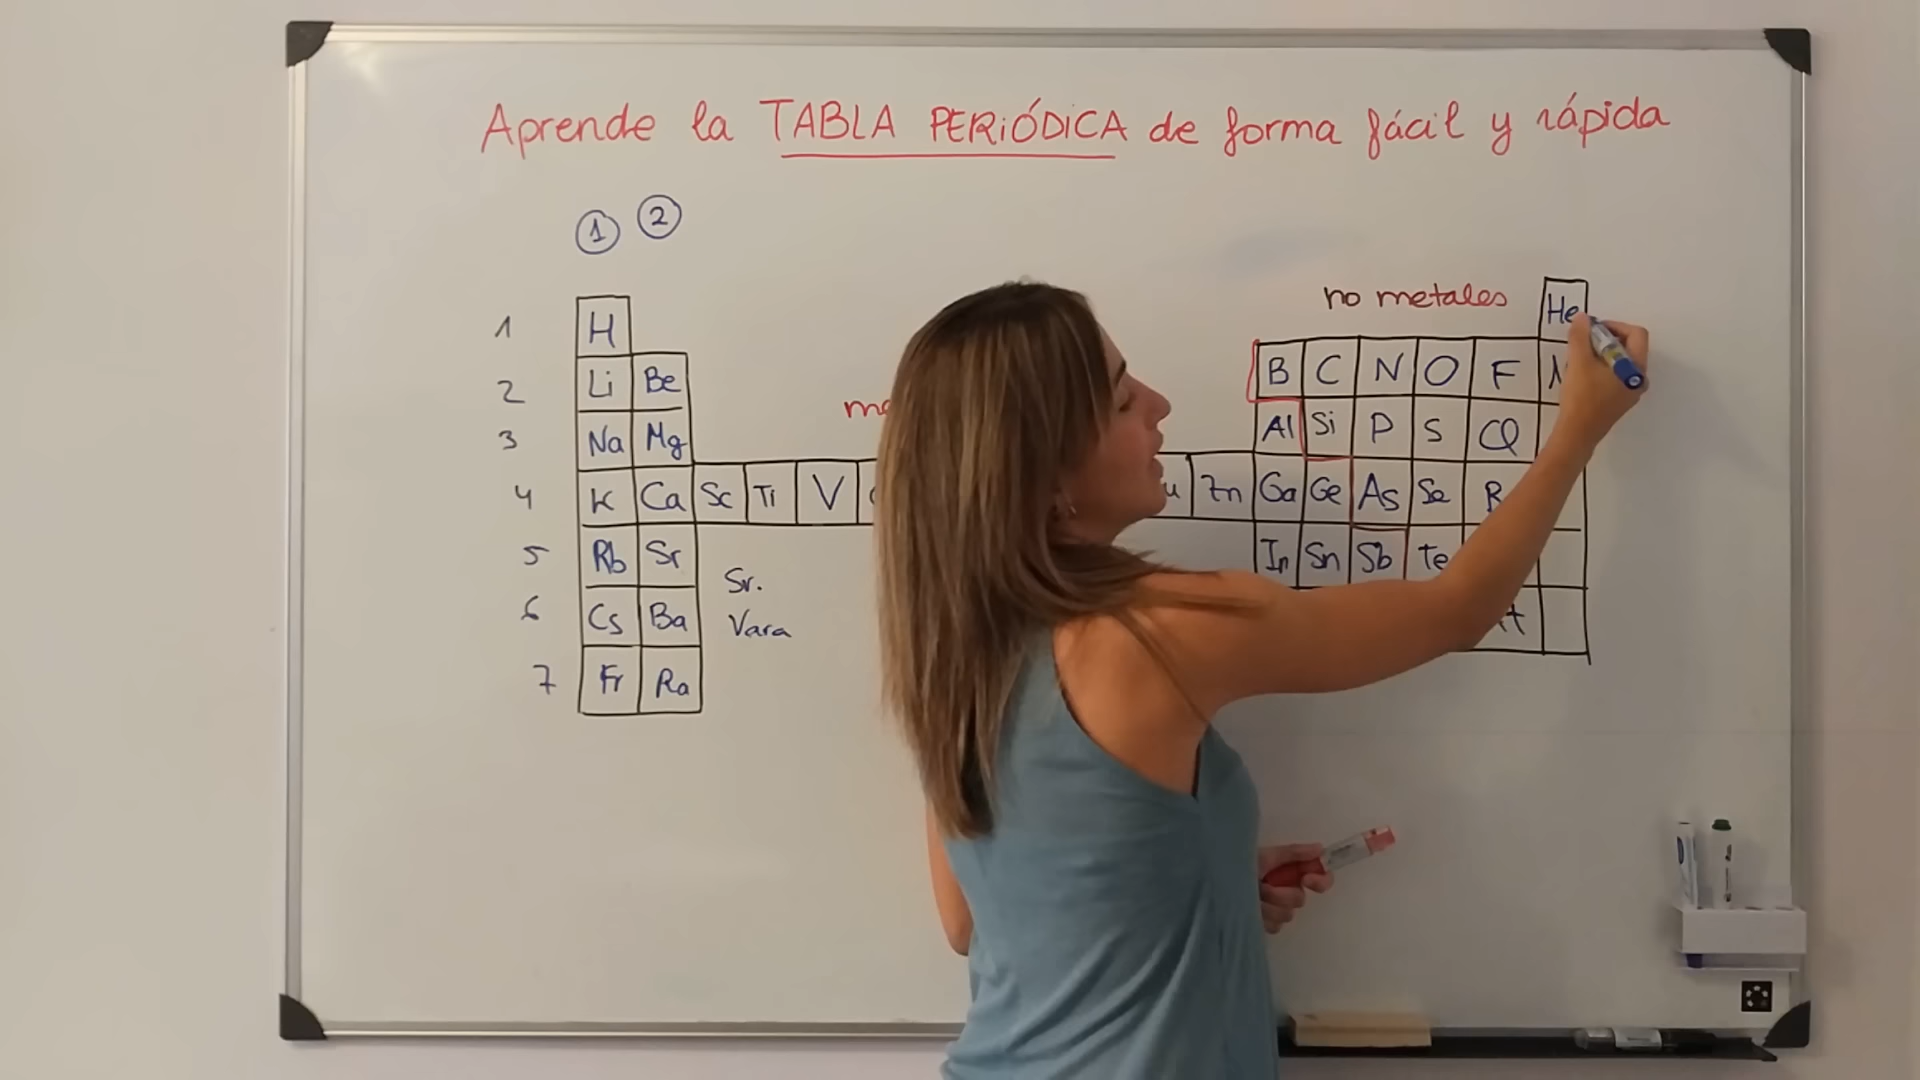 Aprende la TABLA PERIÓDICA de forma fácil y rápida
1 2
no metales
1 H He
2 Li Be B C N O F
3 Na Mg Al Si P S Cl
4 K Ca Sc Ti V Zn Ga Ge As Se
5 Rb Sr In Sn Sb Te
Sr.
6 Cs Ba Vara
7 Fr Ra